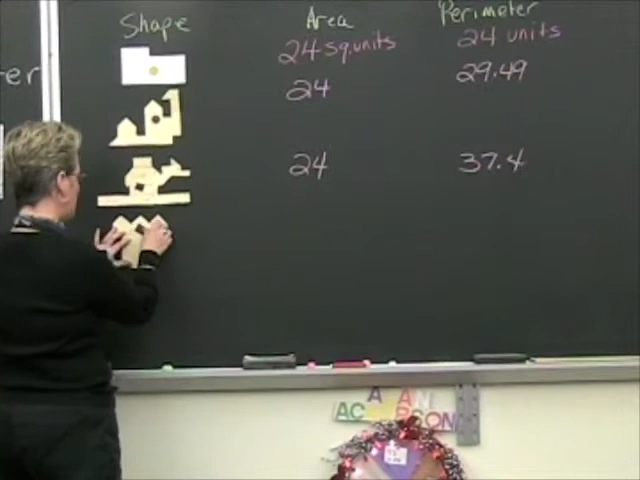 Shape Area Perimeter
24 sq.units 24 units
24 29.49
24 37.4
er